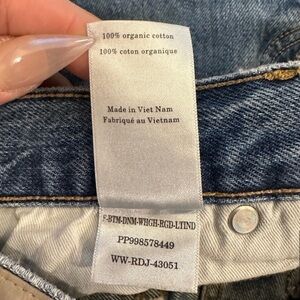 100% organic cotton
100% coton organique
Made in Viet Nam
Fabriqué au Vietnam
F-BTM-DNM-WHGH-RGD-LTIND
PP998578449
WW-RDJ-43051